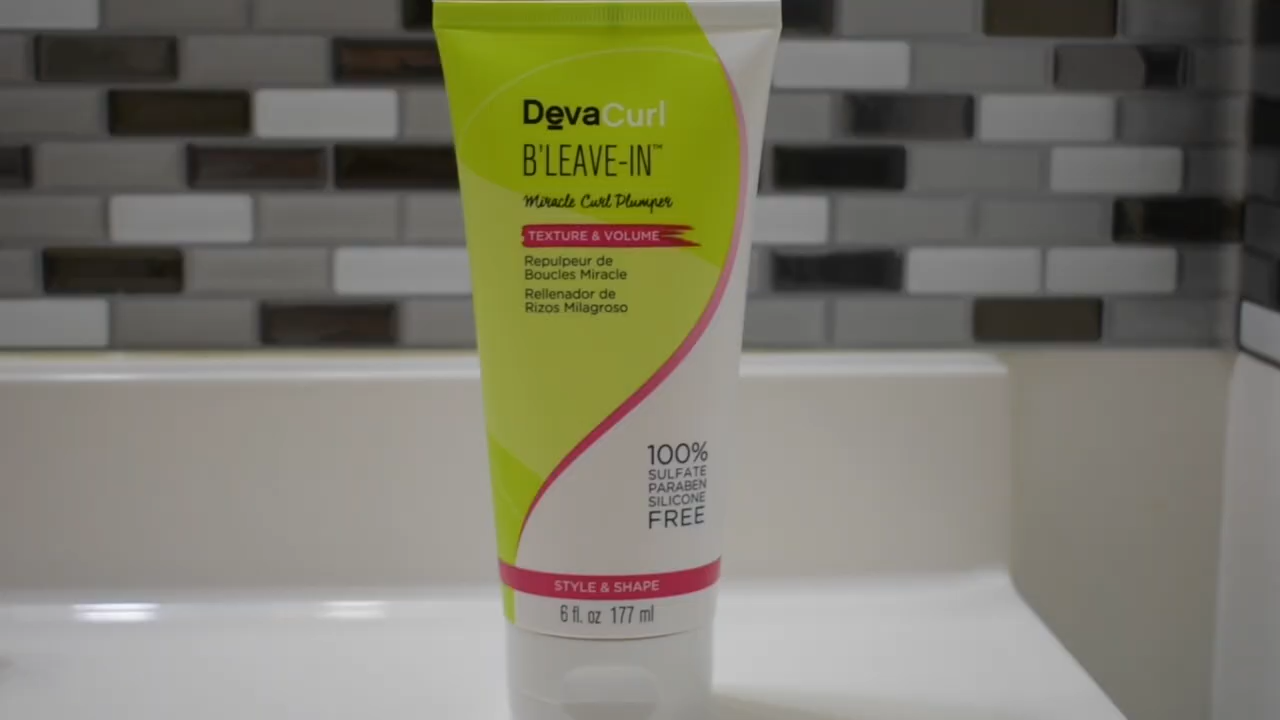 DevaCurl
B'LEAVE-IN™
Miracle Curl Plumper
TEXTURE & VOLUME
Repulpeur de
Boucles Miracle
Rellenador de
Rizos Milagroso
100%
SULFATE
PARABEN
SILICONE
FREE
STYLE & SHAPE
6 fl. oz 177 ml